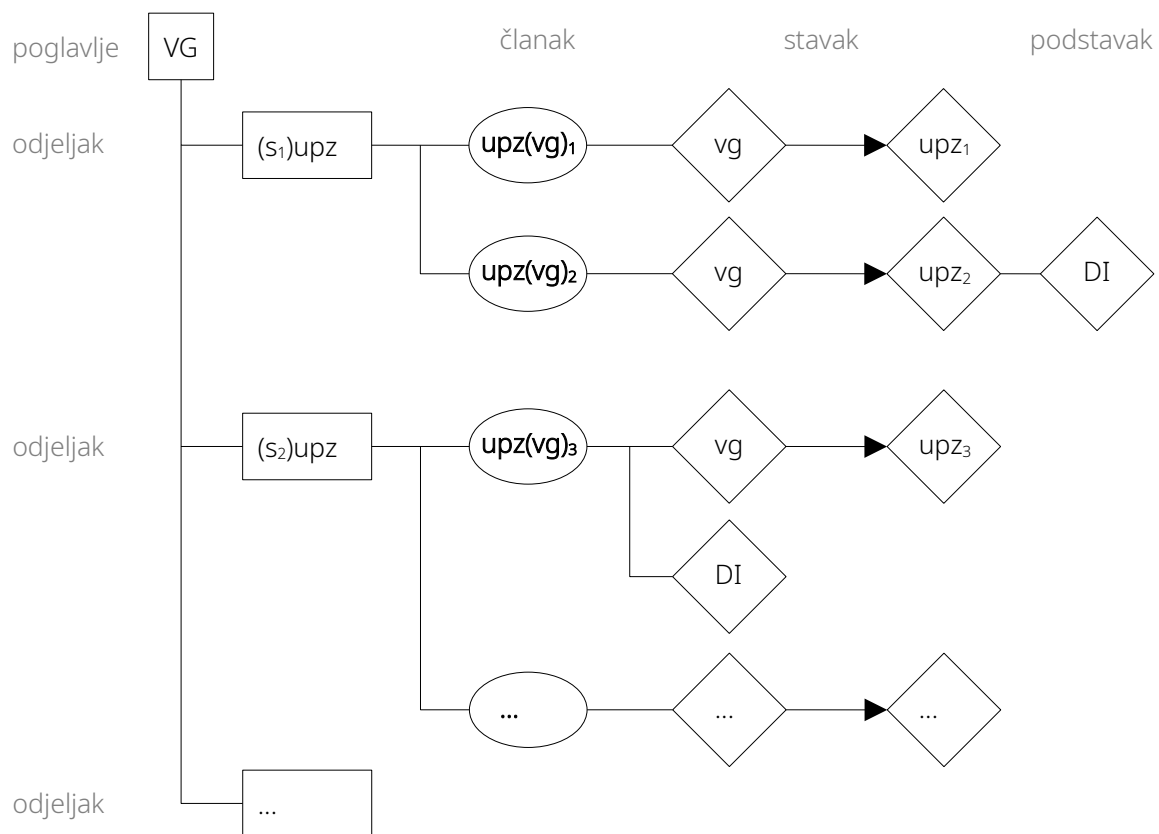 poglavlje VG članak stavak podstavak
odjeljak (s₁)upz upz(vg)₁ vg upz₁
upz(vg)₂ vg upz₂ DI
odjeljak (s₂)upz upz(vg)₃ vg upz₃
DI
... ... ...
odjeljak ...